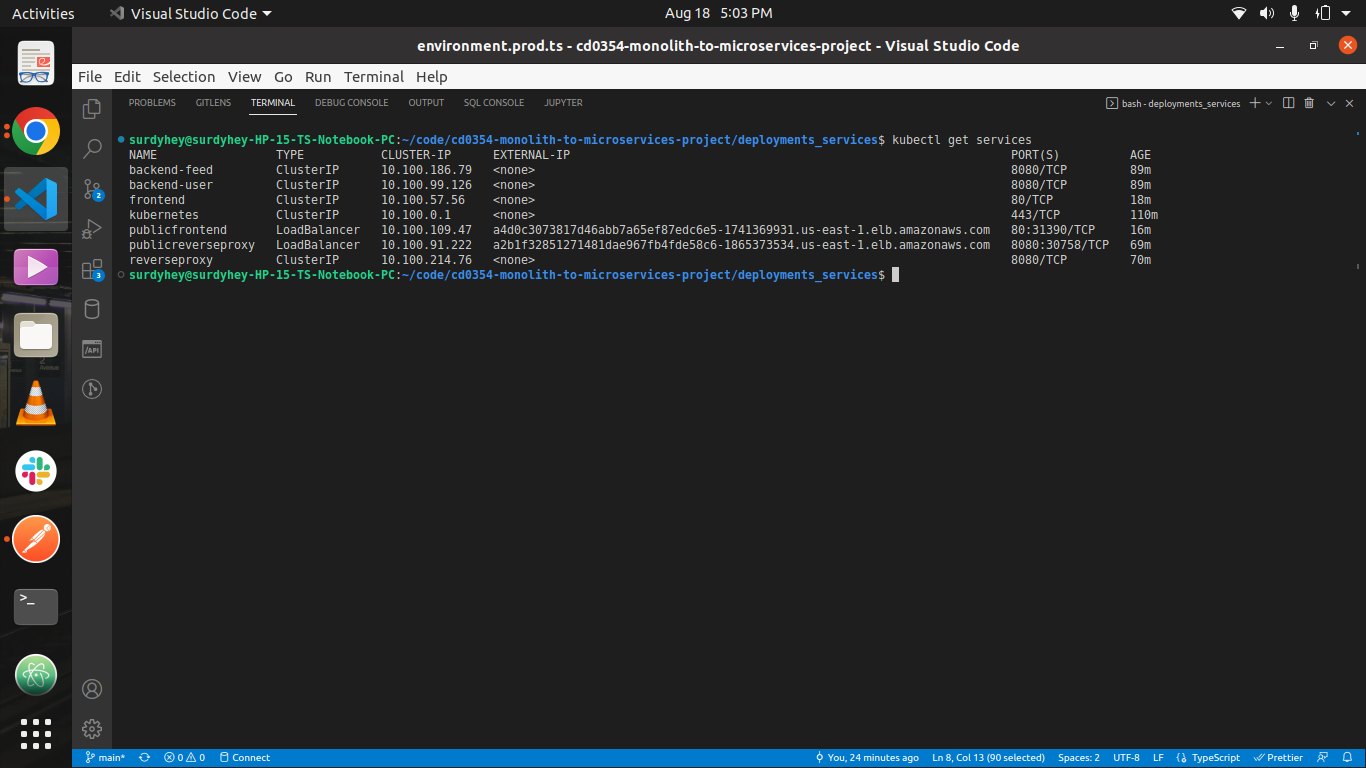 Activities Visual Studio Code Aug 18 5:03 PM
environment.prod.ts - cd0354-monolith-to-microservices-project - Visual Studio Code
File Edit Selection View Go Run Terminal Help
PROBLEMS GITLENS TERMINAL DEBUG CONSOLE OUTPUT SQL CONSOLE JUPYTER bash - deployments_services
surdyhey@surdyhey-HP-15-TS-Notebook-PC:~/code/cd0354-monolith-to-microservices-project/deployments_services$ kubectl get services
NAME TYPE CLUSTER-IP EXTERNAL-IP PORT(S) AGE
backend-feed ClusterIP 10.100.186.79 <none> 8080/TCP 89m
backend-user ClusterIP 10.100.99.126 <none> 8080/TCP 89m
frontend ClusterIP 10.100.57.56 <none> 80/TCP 18m
kubernetes ClusterIP 10.100.0.1 <none> 443/TCP 110m
publicfrontend LoadBalancer 10.100.109.47 a4d0c3073817d46abb7a65ef87edc6e5-1741369931.us-east-1.elb.amazonaws.com 80:31390/TCP 16m
publicreverseproxy LoadBalancer 10.100.91.222 a2b1f32851271481dae967fb4fde58c6-1865373534.us-east-1.elb.amazonaws.com 8080:30758/TCP 69m
reverseproxy ClusterIP 10.100.214.76 <none> 8080/TCP 70m
surdyhey@surdyhey-HP-15-TS-Notebook-PC:~/code/cd0354-monolith-to-microservices-project/deployments_services$
2
3
/API
>_
main* 0 0 Connect You, 24 minutes ago Ln 8, Col 13 (90 selected) Spaces: 2 UTF-8 LF TypeScript Prettier